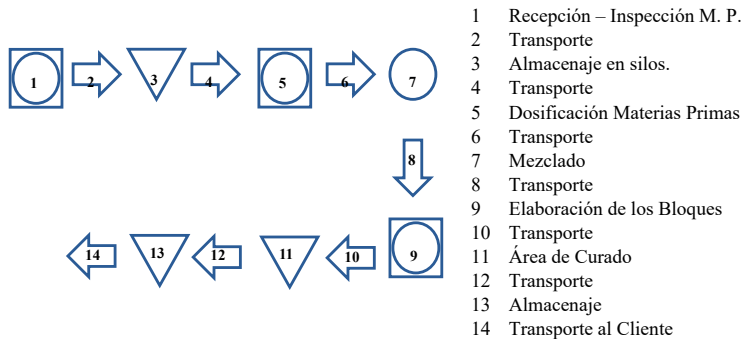 1 2 3 4 5 6 7
8
14 13 12 11 10 9
1 Recepción – Inspección M. P.
2 Transporte
3 Almacenaje en silos.
4 Transporte
5 Dosificación Materias Primas
6 Transporte
7 Mezclado
8 Transporte
9 Elaboración de los Bloques
10 Transporte
11 Área de Curado
12 Transporte
13 Almacenaje
14 Transporte al Cliente